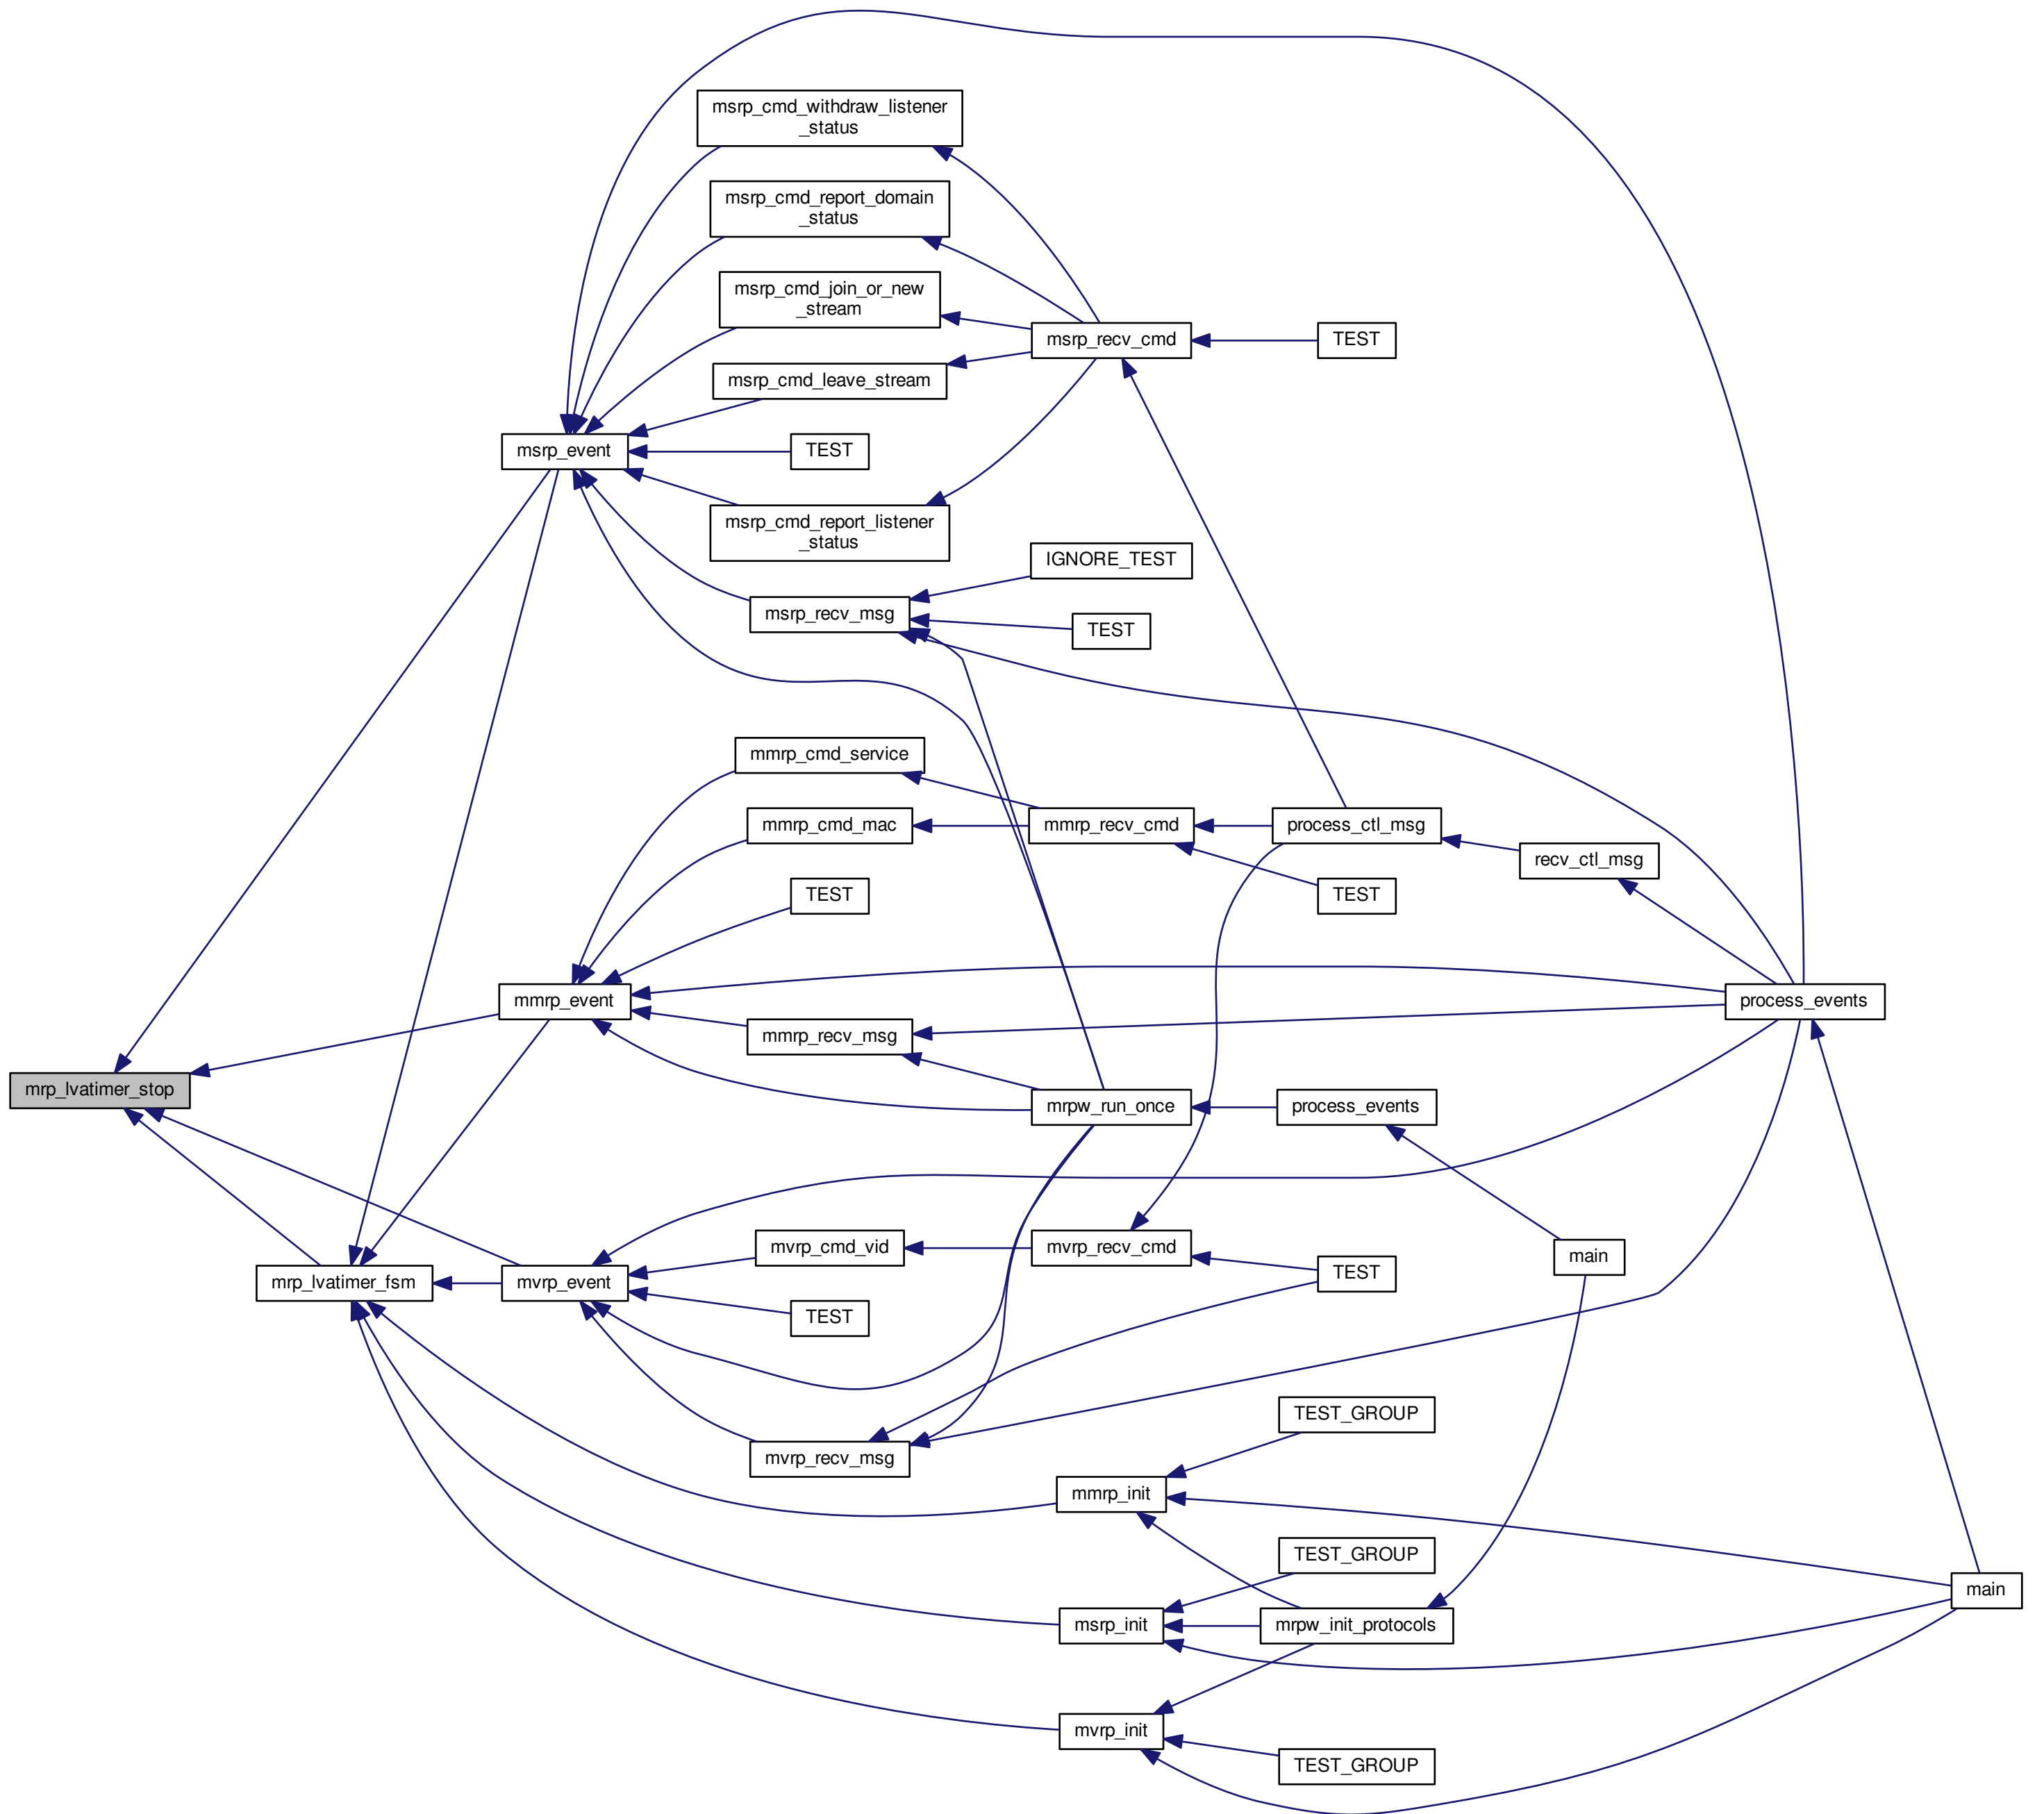 msrp_cmd_withdraw_listener
_status
msrp_cmd_report_domain
_status
msrp_cmd_join_or_new
_stream
msrp_recv_cmd
TEST
msrp_cmd_leave_stream
msrp_event
TEST
msrp_cmd_report_listener
_status
IGNORE_TEST
msrp_recv_msg
TEST
mmrp_cmd_service
mmrp_cmd_mac
mmrp_recv_cmd
process_ctl_msg
recv_ctl_msg
TEST
TEST
mmrp_event
process_events
mmrp_recv_msg
mrp_lvatimer_stop
mrpw_run_once
process_events
mvrp_cmd_vid
mvrp_recv_cmd
main
mrp_lvatimer_fsm
mvrp_event
TEST
TEST
TEST_GROUP
mvrp_recv_msg
mmrp_init
TEST_GROUP
main
msrp_init
mrpw_init_protocols
mvrp_init
TEST_GROUP